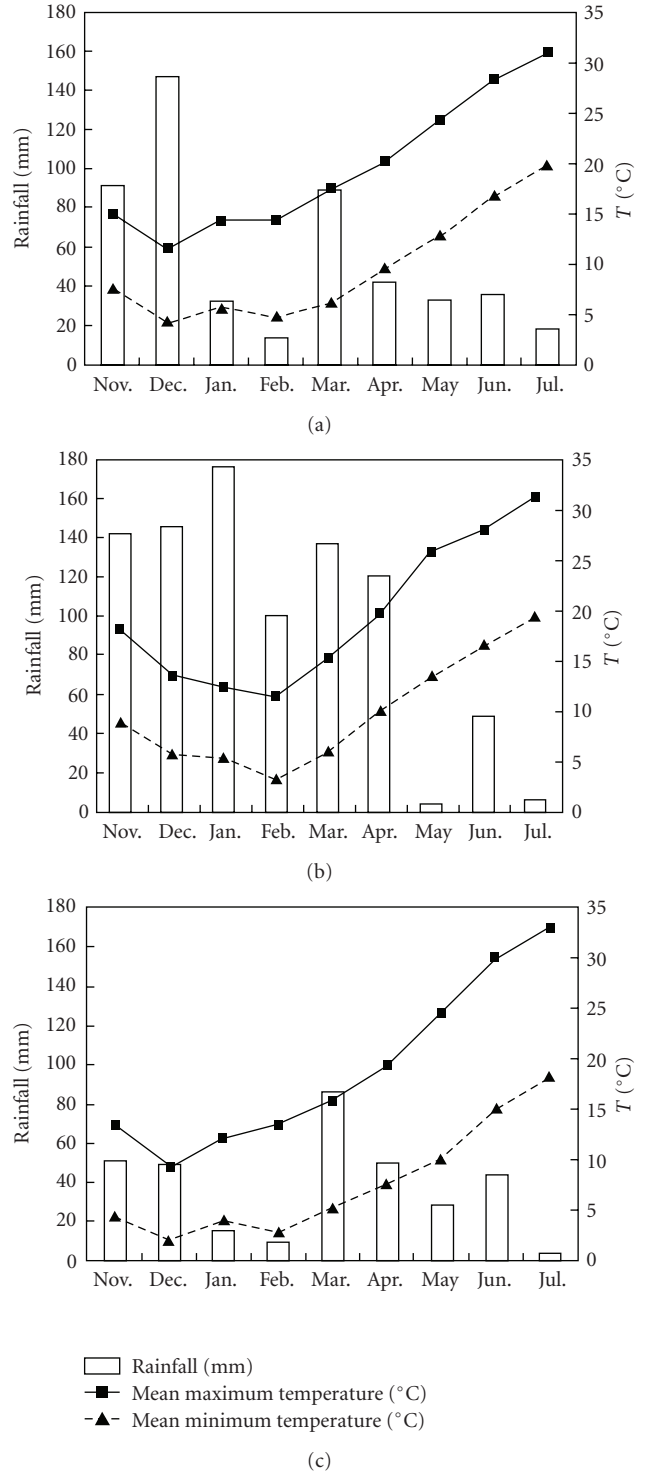 180 35
160 30
140 25
120
100 20
80 15
60 10
40
20 5
0 0
Rainfall (mm)
T (°C)
Nov. Dec. Jan. Feb. Mar. Apr. May Jun. Jul.
(a)
180 35
160 30
140 25
120
100 20
80 15
60 10
40
20 5
0 0
Rainfall (mm)
T (°C)
Nov. Dec. Jan. Feb. Mar. Apr. May Jun. Jul.
(b)
180 35
160 30
140 25
120
100 20
80 15
60 10
40
20 5
0 0
Rainfall (mm)
T (°C)
Nov. Dec. Jan. Feb. Mar. Apr. May Jun. Jul.
Rainfall (mm)
Mean maximum temperature (°C)
Mean minimum temperature (°C)
(c)